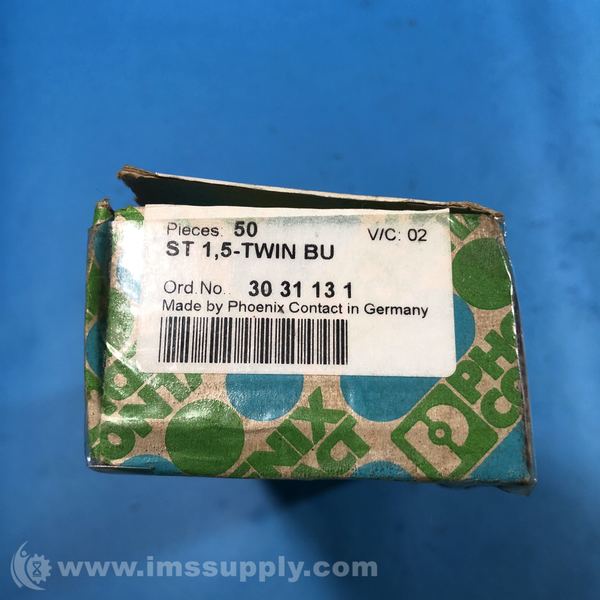 Pieces: 50 V/C: 02
ST 1,5-TWIN BU
Ord.No.: 30 31 13 1
Made by Phoenix Contact in Germany
www.imssupply.com